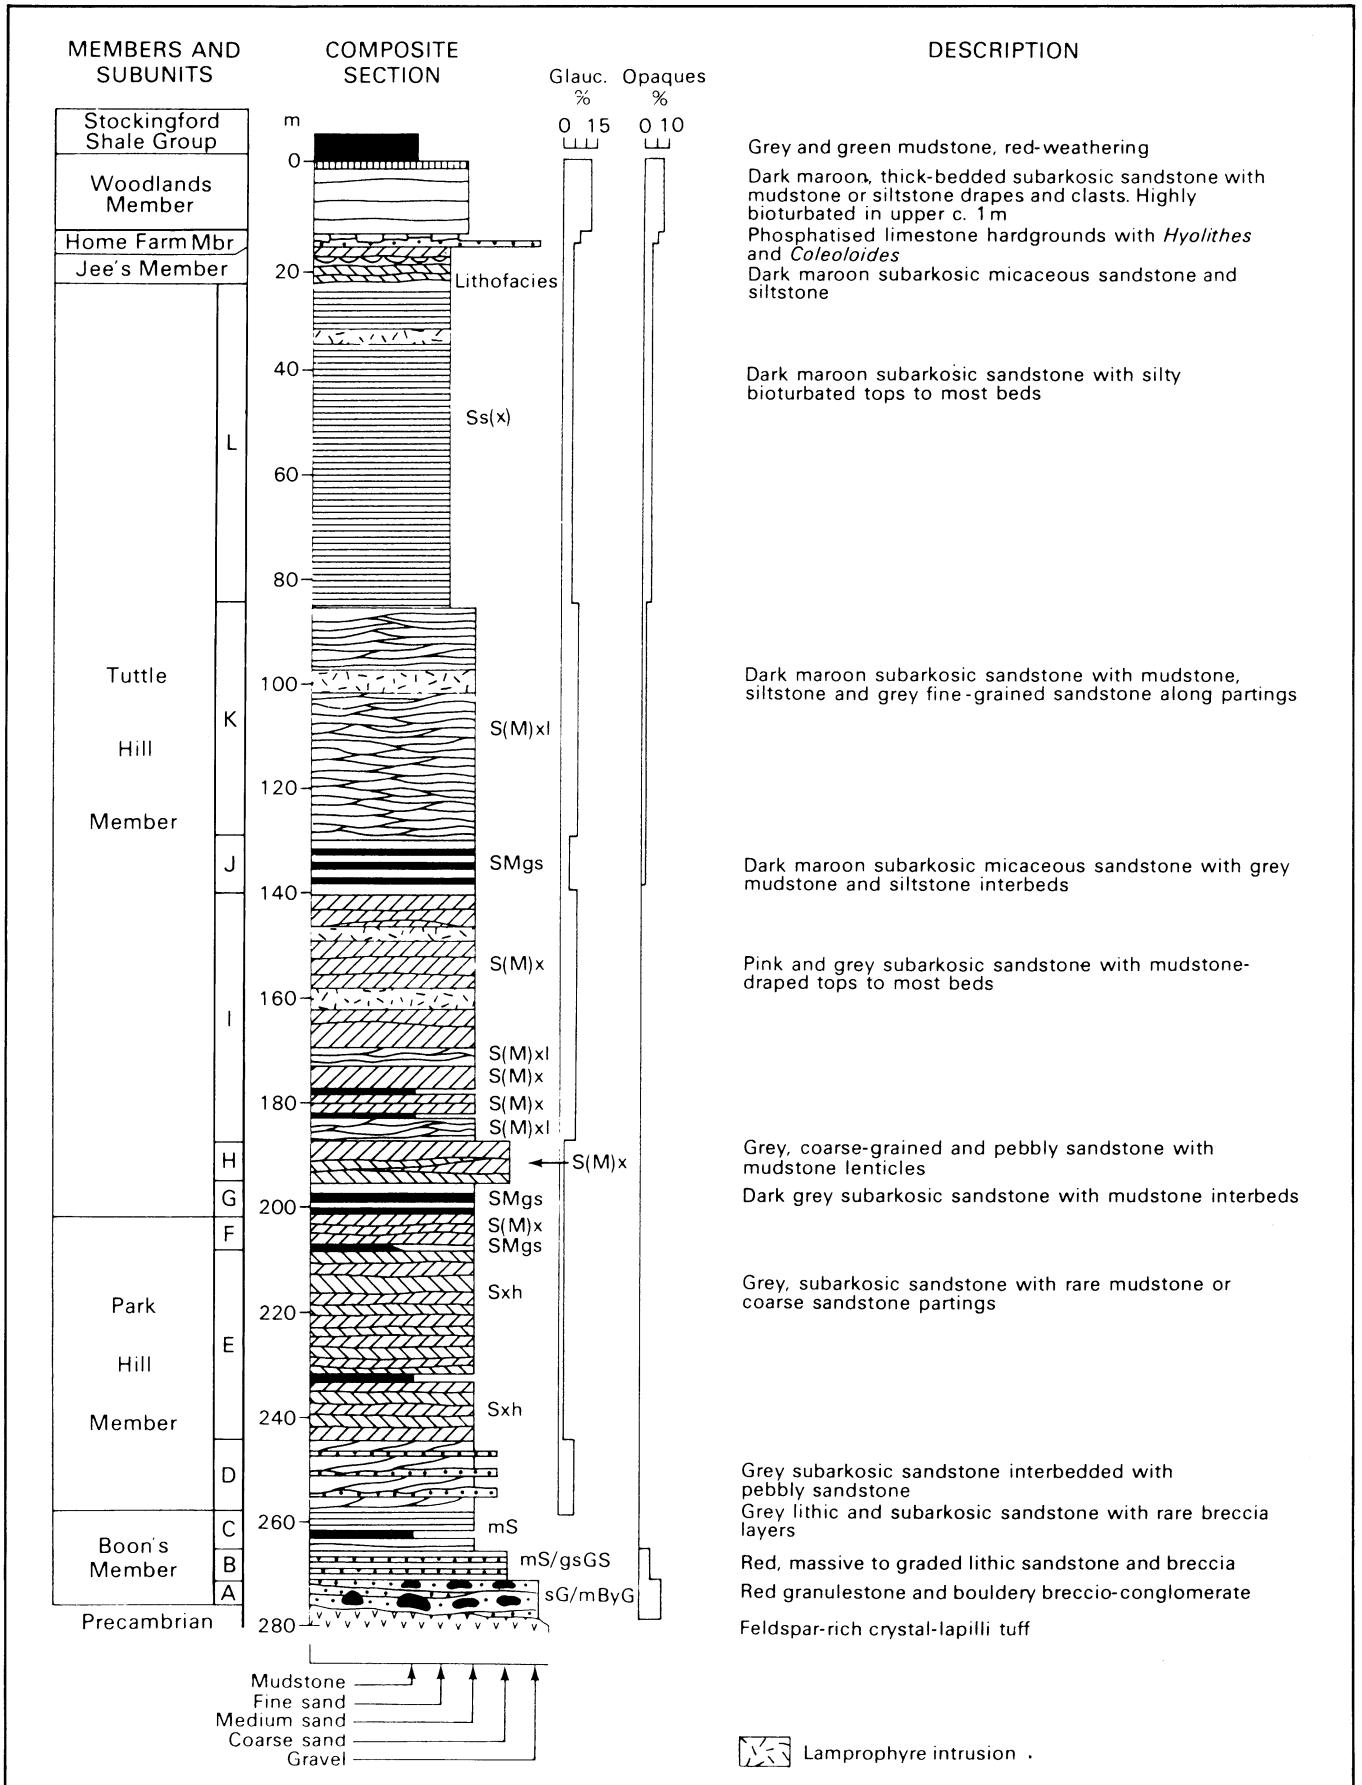 MEMBERS AND
SUBUNITS
COMPOSITE
SECTION
Glauc.
%
0 15
Opaques
%
0 10
DESCRIPTION
m
Stockingford
Shale Group
Woodlands
Member
Home Farm Mbr
Jee's Member
Tuttle
Hill
Member
Park
Hill
Member
Boon's
Member
Precambrian
L
K
J
I
H
G
F
E
D
C
B
A
0
20
40
60
80
100
120
140
160
180
200
220
240
260
280
Lithofacies
Ss(x)
S(M)xl
SMgs
S(M)x
S(M)xl
S(M)x
S(M)x
S(M)xl
S(M)x
SMgs
S(M)x
SMgs
Sxh
Sxh
mS
mS/gsGS
sG/mByG
Grey and green mudstone, red-weathering
Dark maroon, thick-bedded subarkosic sandstone with
mudstone or siltstone drapes and clasts. Highly
bioturbated in upper c. 1 m
Phosphatised limestone hardgrounds with Hyolithes
and Coleoloides
Dark maroon subarkosic micaceous sandstone and
siltstone
Dark maroon subarkosic sandstone with silty
bioturbated tops to most beds
Dark maroon subarkosic sandstone with mudstone,
siltstone and grey fine-grained sandstone along partings
Dark maroon subarkosic micaceous sandstone with grey
mudstone and siltstone interbeds
Pink and grey subarkosic sandstone with mudstone-
draped tops to most beds
Grey, coarse-grained and pebbly sandstone with
mudstone lenticles
Dark grey subarkosic sandstone with mudstone interbeds
Grey, subarkosic sandstone with rare mudstone or
coarse sandstone partings
Grey subarkosic sandstone interbedded with
pebbly sandstone
Grey lithic and subarkosic sandstone with rare breccia
layers
Red, massive to graded lithic sandstone and breccia
Red granulestone and bouldery breccio-conglomerate
Feldspar-rich crystal-lapilli tuff
Mudstone
Fine sand
Medium sand
Coarse sand
Gravel
Lamprophyre intrusion .